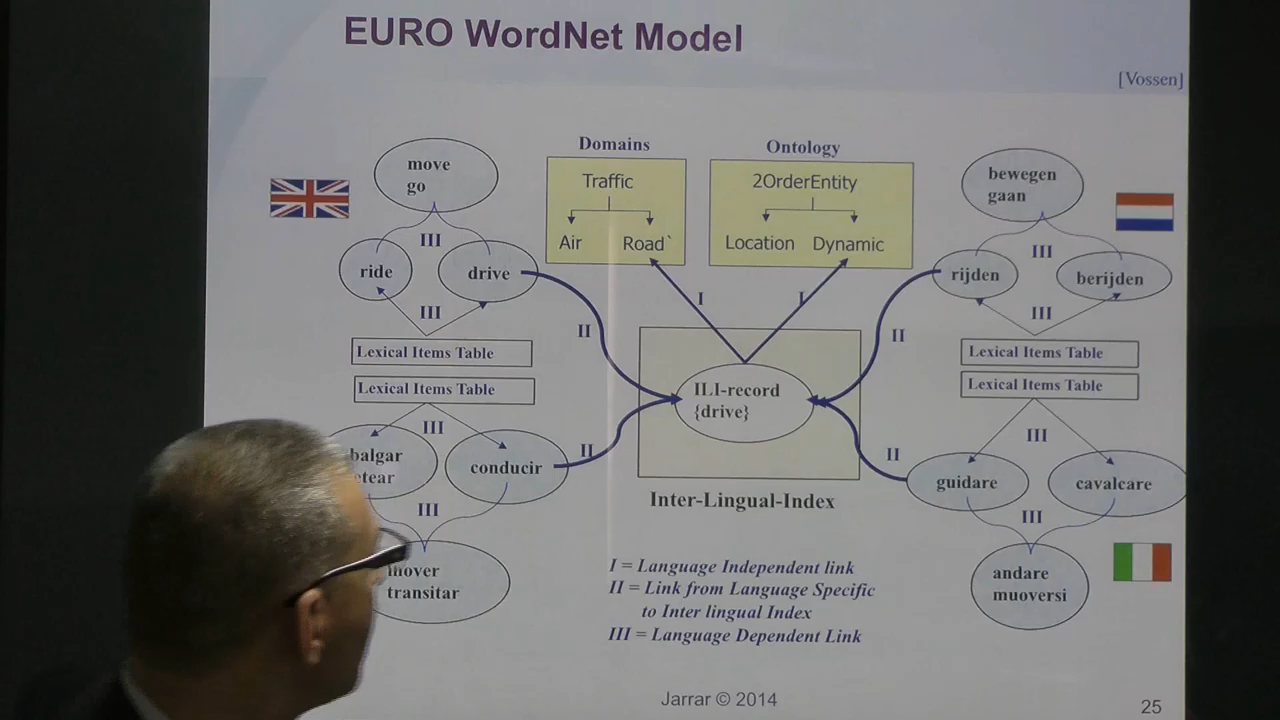 EURO WordNet Model
[Vossen]
Domains
Traffic
Air
Road`
Ontology
2OrderEntity
Location
Dynamic
move
go
III
ride
drive
III
Lexical Items Table
Lexical Items Table
III
conducir
III
mover
transitar
II
II
I
I
ILI-record
{drive}
Inter-Lingual-Index
bewegen
gaan
III
rijden
berijden
III
Lexical Items Table
Lexical Items Table
III
guidare
cavalcare
III
andare
muoversi
II
II
I = Language Independent link
II = Link from Language Specific
to Inter lingual Index
III = Language Dependent Link
Jarrar © 2014
25